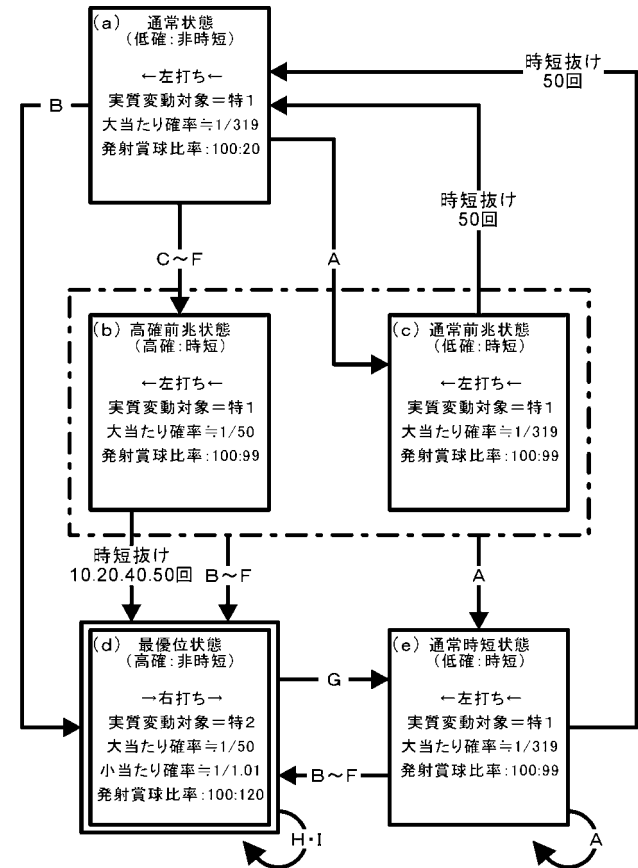 (a) 通常状態
(低確:非時短)
←左打ち←
実質変動対象＝特1
大当たり確率≒1/319
発射賞球比率:100:20
時短抜け
50回
B
時短抜け
50回
C～F
A
(b) 高確前兆状態
(高確:時短)
←左打ち←
実質変動対象＝特1
大当たり確率≒1/50
発射賞球比率:100:99
(c) 通常前兆状態
(低確:時短)
←左打ち←
実質変動対象＝特1
大当たり確率≒1/319
発射賞球比率:100:99
時短抜け
10.20.40.50回
B～F
A
(d) 最優位状態
(高確:非時短)
→右打ち→
実質変動対象＝特2
大当たり確率≒1/50
小当たり確率≒1/1.01
発射賞球比率:100:120
G
B～F
(e) 通常時短状態
(低確:時短)
←左打ち←
実質変動対象＝特1
大当たり確率≒1/319
発射賞球比率:100:99
H・I
A